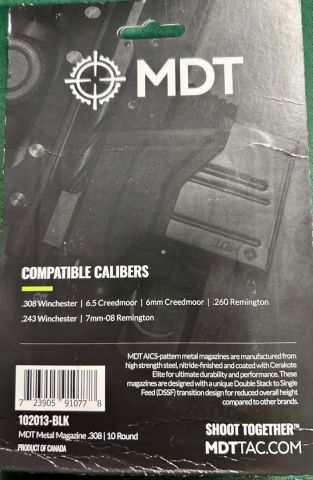 MDT
MDT
COMPATIBLE CALIBERS
.308 Winchester | 6.5 Creedmoor | 6mm Creedmoor | .260 Remington
.243 Winchester | 7mm-08 Remington
MDT AICS-pattern metal magazines are manufactured from
high strength steel, nitride-finished and coated with Cerakote
Elite for ultimate durability and performance. These
magazines are designed with a unique Double Stack to Single
Feed (DSSF) transition design for reduced overall height
compared to other brands.
7 23905 91077 8
102013-BLK
MDT Metal Magazine .308 | 10 Round
PRODUCT OF CANADA
SHOOT TOGETHER™
MDTTAC.COM